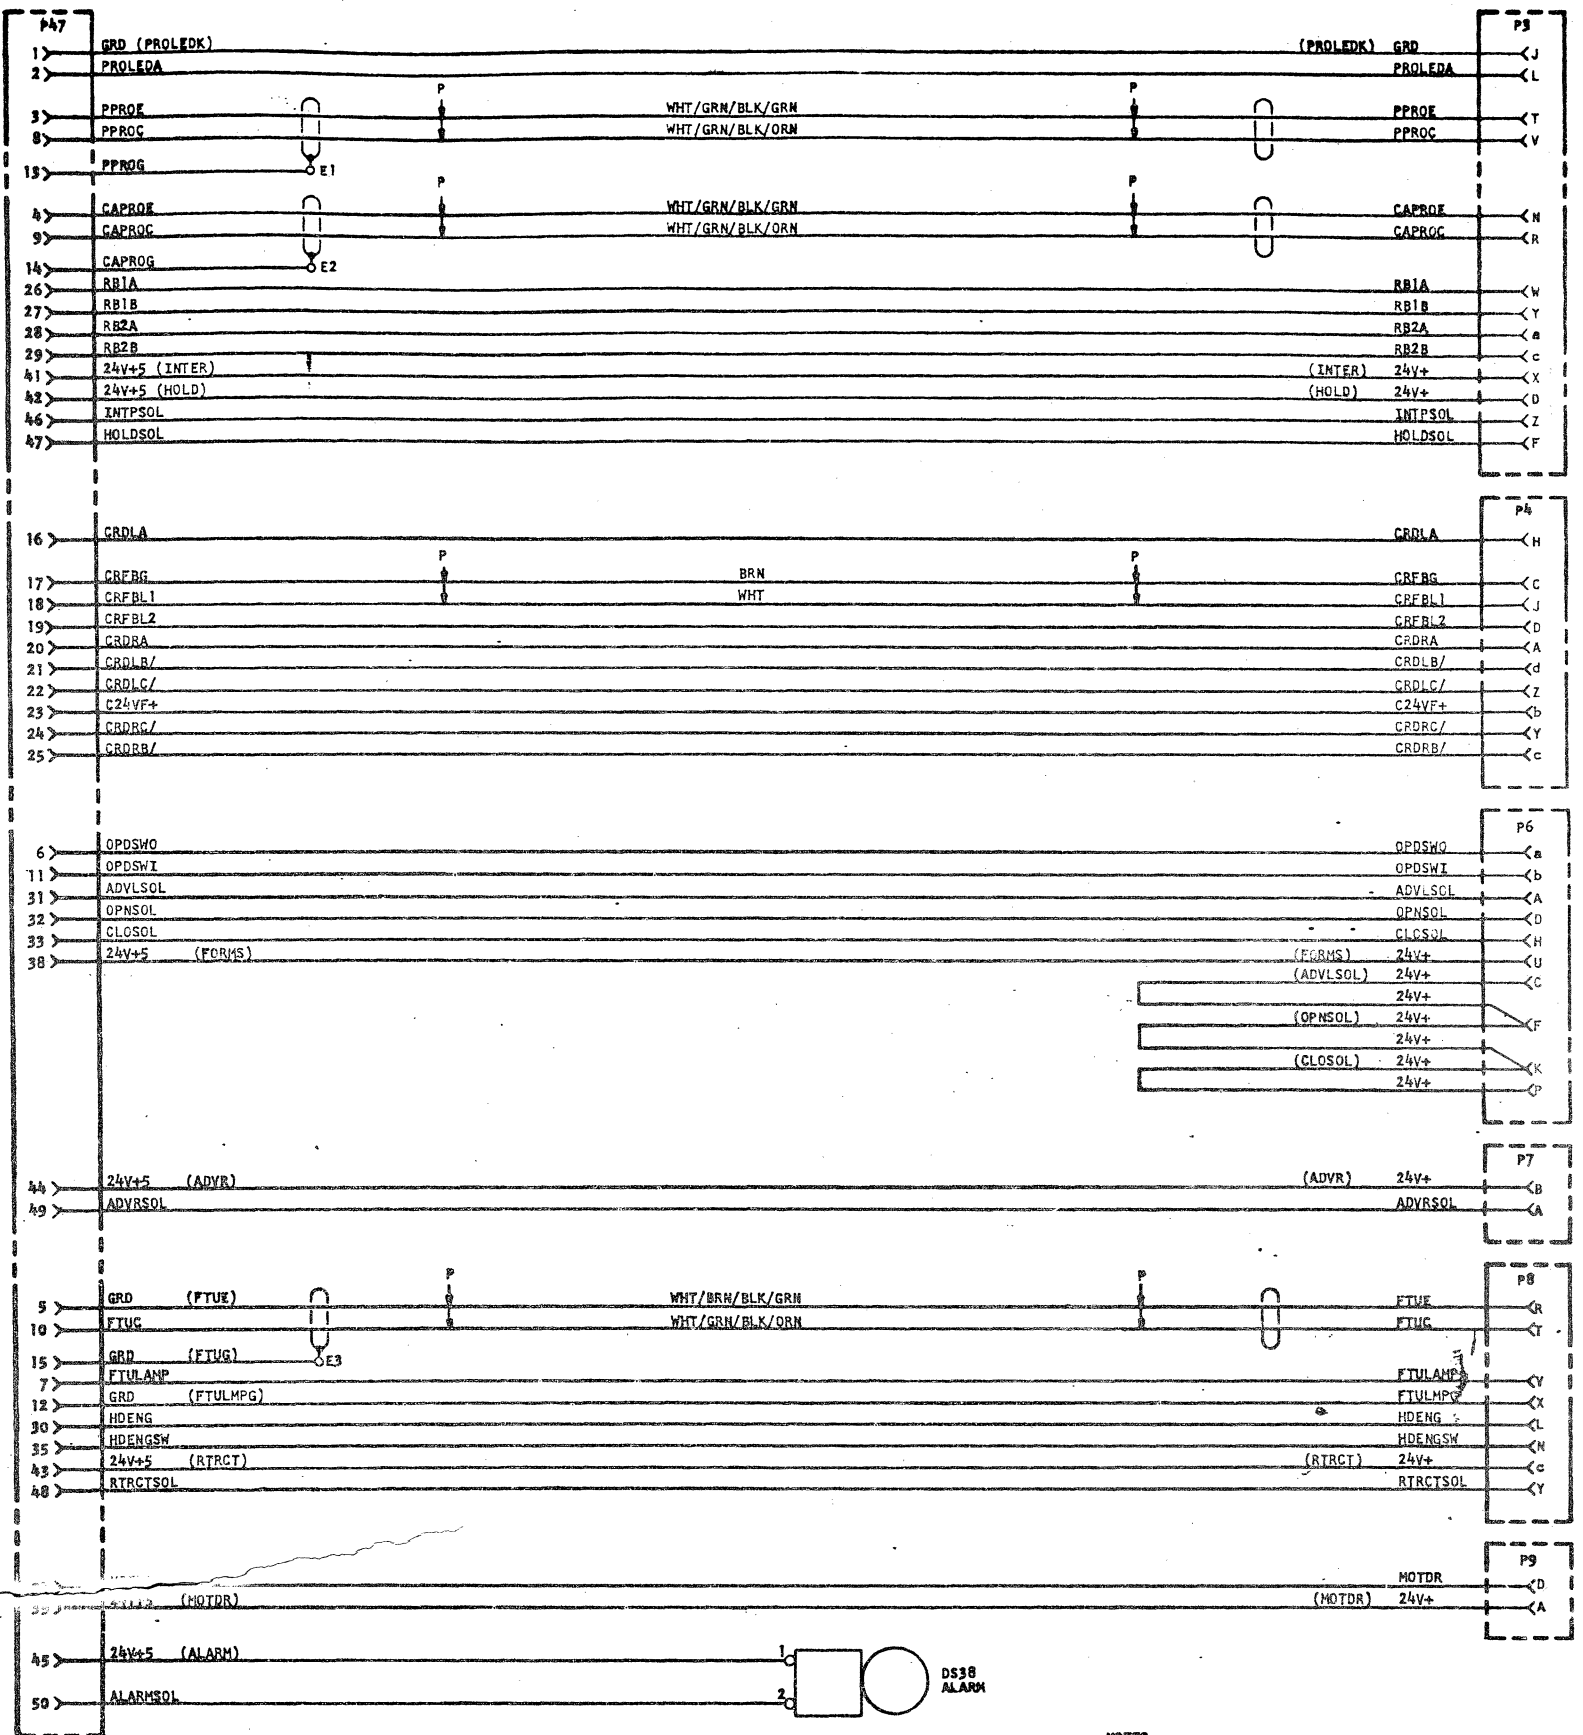 P47 P3
1 GRD (PROLEDK) (PROLEDK) GRD J
2 PROLEDA PROLEDA L
P P
3 PPROE WHT/GRN/BLK/GRN PPROE T
8 PPROC WHT/GRN/BLK/ORN PPROC V
13 PPROG E1
P P
4 CAPROE WHT/GRN/BLK/GRN CAPROE N
9 CAPROC WHT/GRN/BLK/ORN CAPROC R
14 CAPROG E2
26 RB1A RB1A W
27 RB1B RB1B Y
28 RB2A RB2A a
29 RB2B RB2B c
41 24V+5 (INTER) (INTER) 24V+ X
42 24V+5 (HOLD) (HOLD) 24V+ D
46 INTPSOL INTPSOL Z
47 HOLDSOL HOLDSOL F
P4
16 CRDLA CRDLA H
P P
17 CRFBG BRN CRFBG C
18 CRFBL1 WHT CRFBL1 J
19 CRFBL2 CRFBL2 D
20 CRDRA CRDRA A
21 CRDLB/ CRDLB/ d
22 CRDLC/ CRDLC/ Z
23 C24VF+ C24VF+ b
24 CRDRC/ CRDRC/ Y
25 CRDRB/ CRDRB/ c
P6
6 OPDSWO OPDSWO a
11 OPDSWI OPDSWI b
31 ADVLSOL ADVLSOL A
32 OPNSOL OPNSOL D
33 CLOSOL CLOSOL H
38 24V+5 (FORMS) (FORMS) 24V+ U
(ADVLSOL) 24V+ C
24V+
(OPNSOL) 24V+ F
24V+
(CLOSOL) 24V+ K
24V+ P
P7
44 24V+5 (ADVR) (ADVR) 24V+ B
49 ADVRSOL ADVRSOL A
P8
P P
5 GRD (FTUE) WHT/BRN/BLK/GRN FTUE R
10 FTUC WHT/GRN/BLK/ORN FTUC T
15 GRD (FTUG) E3
7 FTULAMP FTULAMP V
12 GRD (FTULMPG) FTULMPG X
30 HDENG HDENG L
35 HDENGSW HDENGSW N
43 24V+5 (RTRCT) (RTRCT) 24V+ c
48 RTRCTSOL RTRCTSOL Y
P9
MOTDR D
(MOTDR) (MOTDR) 24V+ A
45 24V+5 (ALARM) 1
DS38
ALARM
50 ALARMSOL 2